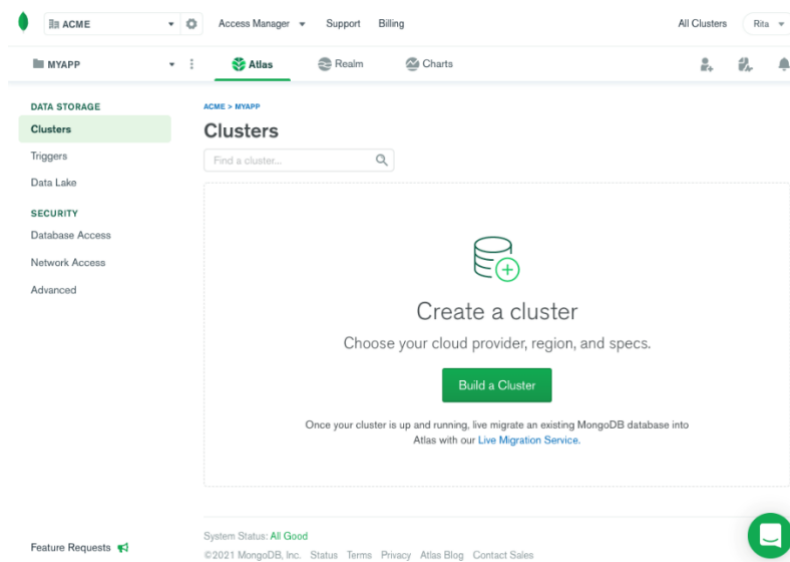 ACME
Access Manager
Support
Billing
All Clusters
Rita
MYAPP
Atlas
Realm
Charts
DATA STORAGE
Clusters
Triggers
Data Lake
SECURITY
Database Access
Network Access
Advanced
Feature Requests
ACME > MYAPP
Clusters
Find a cluster...
Create a cluster
Choose your cloud provider, region, and specs.
Build a Cluster
Once your cluster is up and running, live migrate an existing MongoDB database into
Atlas with our Live Migration Service.
System Status: All Good
©2021 MongoDB, Inc. Status Terms Privacy Atlas Blog Contact Sales